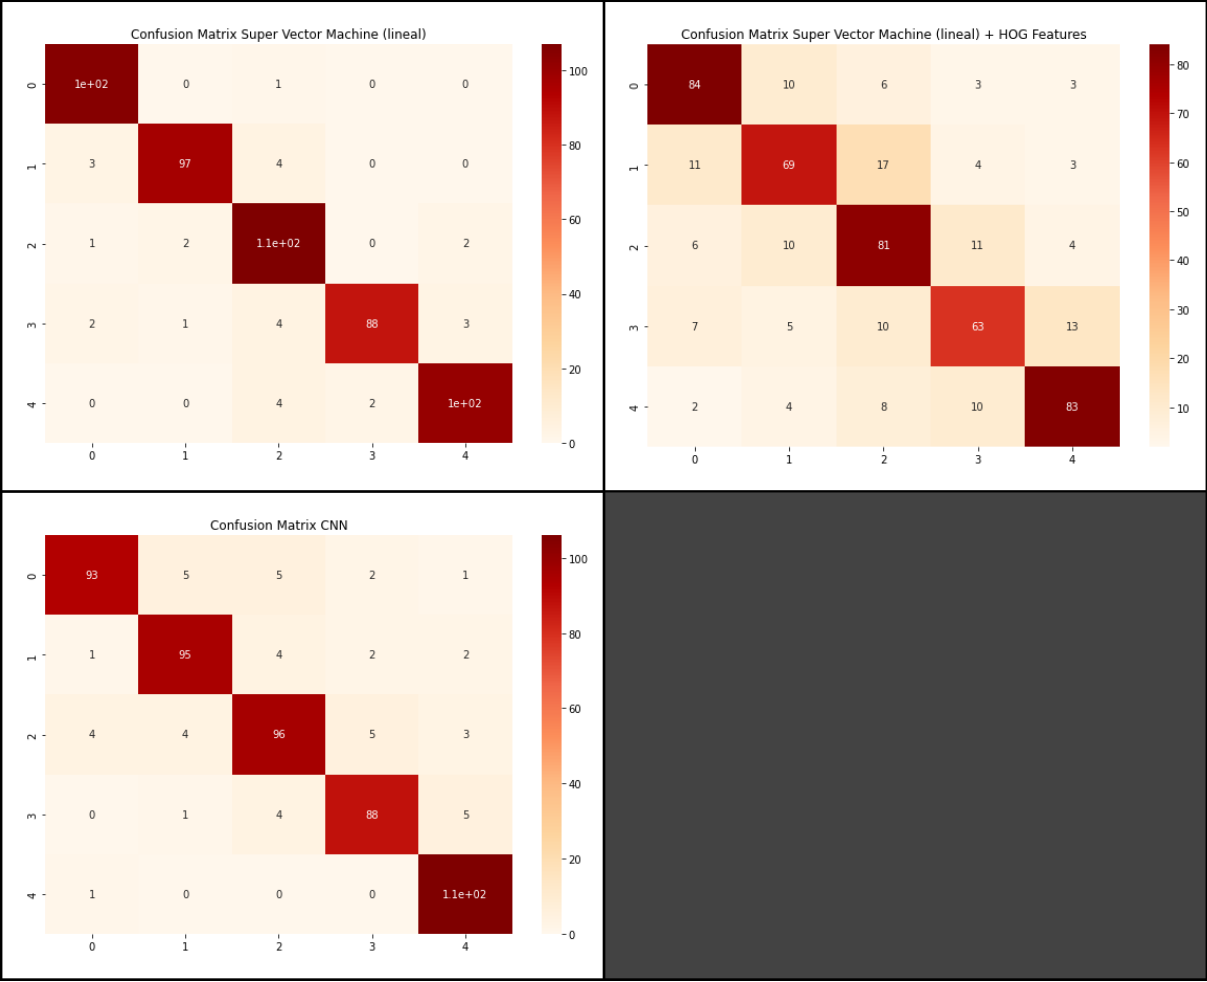 Confusion Matrix Super Vector Machine (lineal)
0 1e+02 0 1 0 0
1 3 97 4 0 0
2 1 2 1.1e+02 0 2
3 2 1 4 88 3
4 0 0 4 2 1e+02
0 1 2 3 4
100
80
60
40
20
0
Confusion Matrix Super Vector Machine (lineal) + HOG Features
0 84 10 6 3 3
1 11 69 17 4 3
2 6 10 81 11 4
3 7 5 10 63 13
4 2 4 8 10 83
0 1 2 3 4
80
70
60
50
40
30
20
10
Confusion Matrix CNN
0 93 5 5 2 1
1 1 95 4 2 2
2 4 4 96 5 3
3 0 1 4 88 5
4 1 0 0 0 1.1e+02
0 1 2 3 4
100
80
60
40
20
0